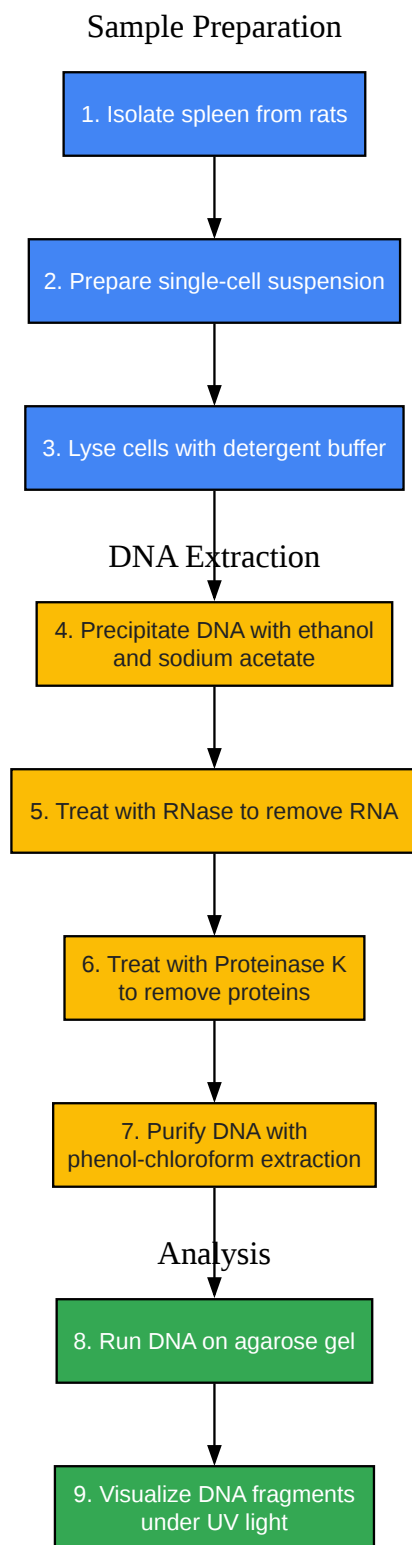 Sample Preparation
1. Isolate spleen from rats
2. Prepare single-cell suspension
3. Lyse cells with detergent buffer
DNA Extraction
4. Precipitate DNA with ethanol
and sodium acetate
5. Treat with RNase to remove RNA
6. Treat with Proteinase K
to remove proteins
7. Purify DNA with
phenol-chloroform extraction
Analysis
8. Run DNA on agarose gel
9. Visualize DNA fragments
under UV light